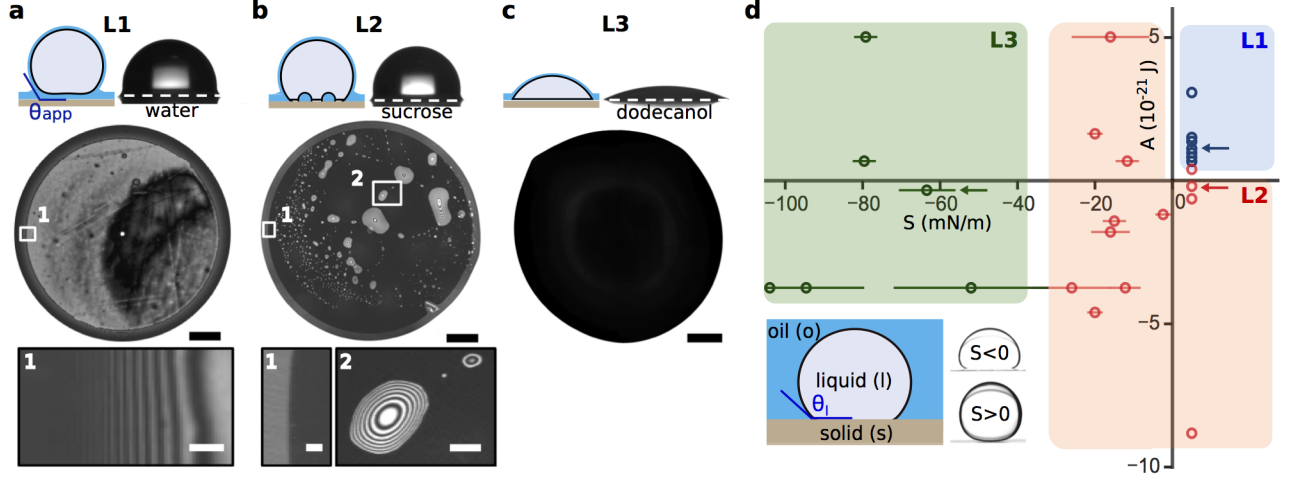 a
L1
θapp
water
1
1
b
L2
sucrose
1
2
1
2
c
L3
dodecanol
d
L3
L1
L2
A (10⁻²¹ J)
5
−5
−10
−100
−80
−60
−40
−20
0
S (mN/m)
oil (o)
liquid (l)
θl
solid (s)
S<0
S>0